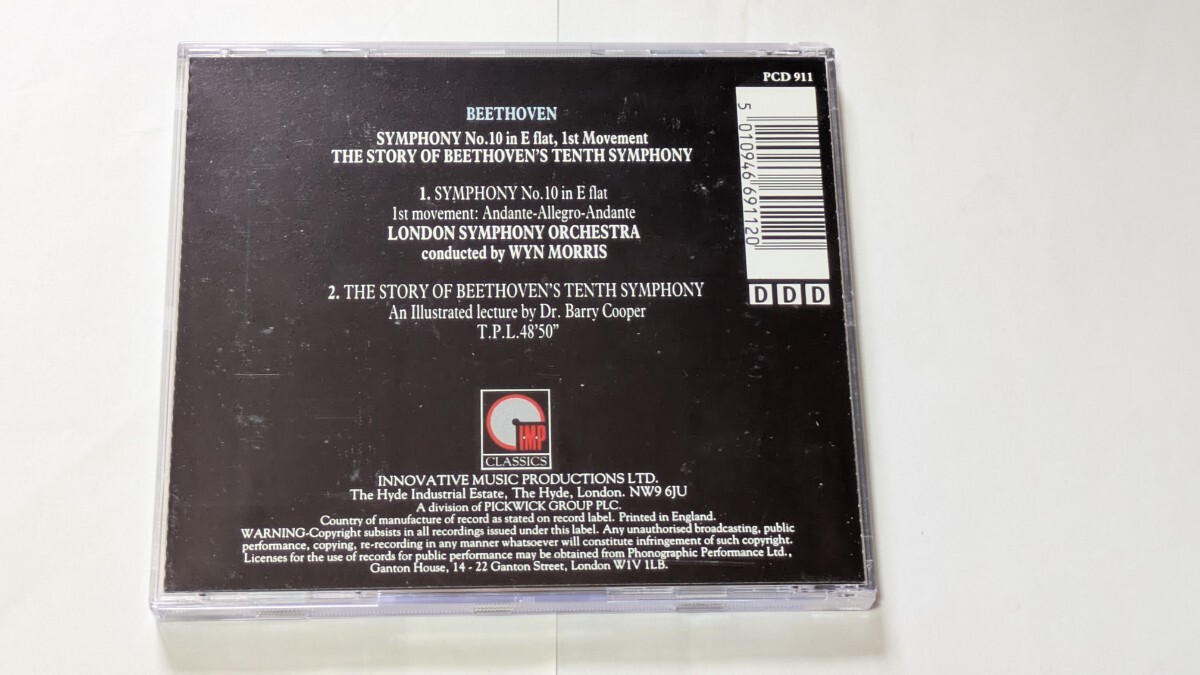 PCD 911
BEETHOVEN
SYMPHONY No.10 in E flat, 1st Movement
THE STORY OF BEETHOVEN'S TENTH SYMPHONY
1. SYMPHONY No.10 in E flat
1st movement: Andante-Allegro-Andante
LONDON SYMPHONY ORCHESTRA
conducted by WYN MORRIS
2. THE STORY OF BEETHOVEN'S TENTH SYMPHONY
An Illustrated lecture by Dr. Barry Cooper
T.P.L.48'50"
5 010946 691120
DDD
IMP
CLASSICS
INNOVATIVE MUSIC PRODUCTIONS LTD.
The Hyde Industrial Estate, The Hyde, London. NW9 6JU
A division of PICKWICK GROUP PLC.
Country of manufacture of record as stated on record label. Printed in England.
WARNING-Copyright subsists in all recordings issued under this label. Any unauthorised broadcasting, public
performance, copying, re-recording in any manner whatsoever will constitute infringement of such copyright.
Licenses for the use of records for public performance may be obtained from Phonographic Performance Ltd.,
Ganton House, 14 - 22 Ganton Street, London W1V 1LB.